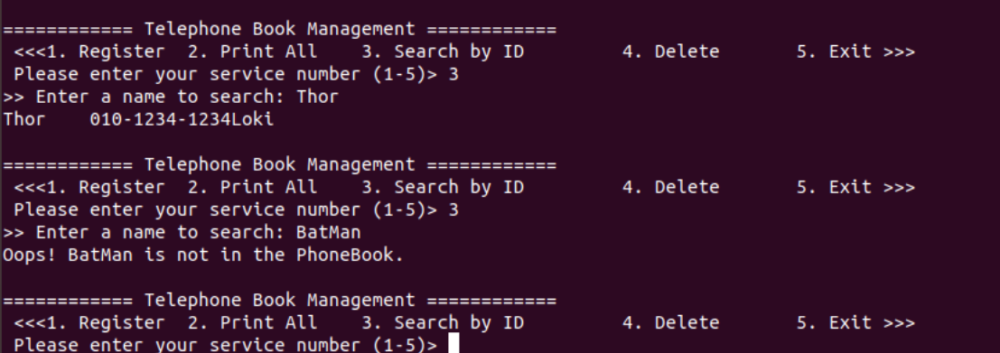 ============ Telephone Book Management ============
<<<1. Register  2. Print All    3. Search by ID         4. Delete       5. Exit >>>
Please enter your service number (1-5)> 3
>> Enter a name to search: Thor
Thor    010-1234-1234Loki
============ Telephone Book Management ============
<<<1. Register  2. Print All    3. Search by ID         4. Delete       5. Exit >>>
Please enter your service number (1-5)> 3
>> Enter a name to search: BatMan
Oops! BatMan is not in the PhoneBook.
============ Telephone Book Management ============
<<<1. Register  2. Print All    3. Search by ID         4. Delete       5. Exit >>>
Please enter your service number (1-5)>